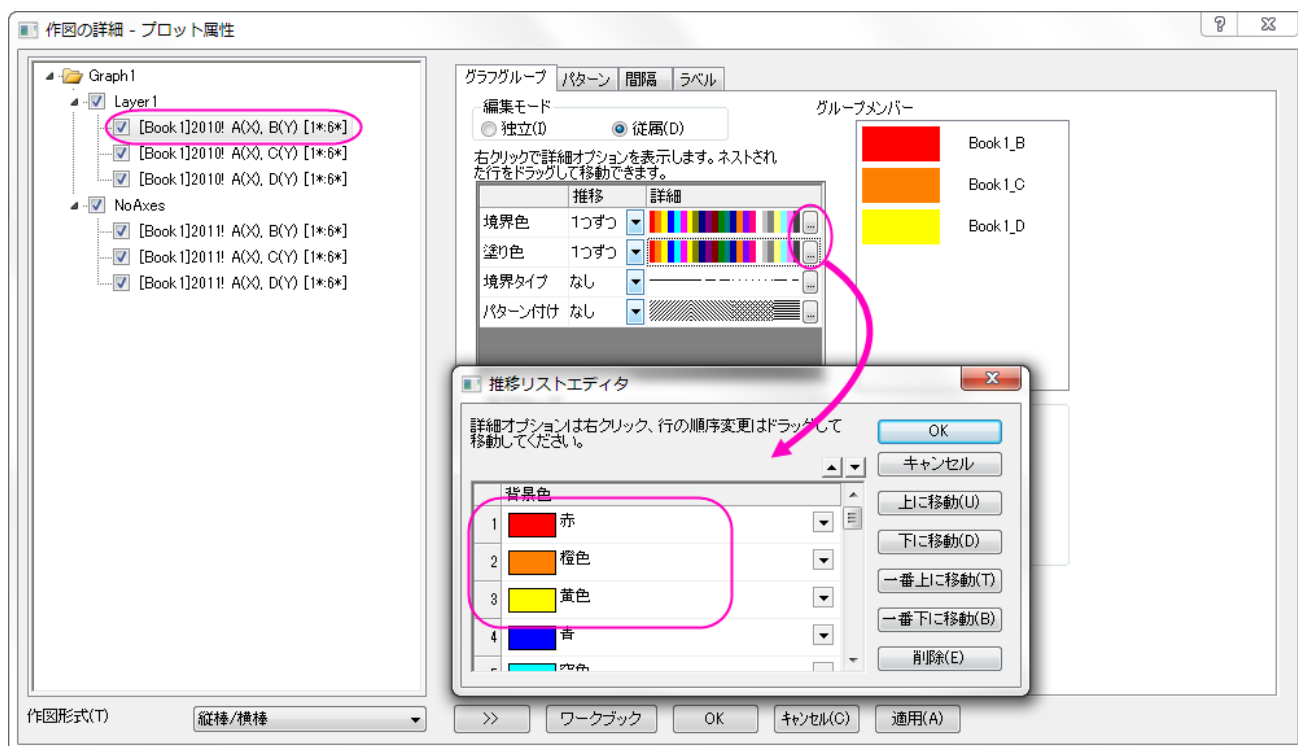 作図の詳細 - プロット属性
Graph1
Layer1
[Book1]2010! A(X), B(Y) [1*:6*]
[Book1]2010! A(X), C(Y) [1*:6*]
[Book1]2010! A(X), D(Y) [1*:6*]
NoAxes
[Book1]2011! A(X), B(Y) [1*:6*]
[Book1]2011! A(X), C(Y) [1*:6*]
[Book1]2011! A(X), D(Y) [1*:6*]
作図形式(T)
縦棒/横棒
グラフグループ パターン 間隔 ラベル
編集モード
独立(I) 従属(D)
右クリックで詳細オプションを表示します。ネストされ
た行をドラッグして移動できます。
推移 詳細
境界色 1つずつ ...
塗り色 1つずつ ...
境界タイプ なし ...
パターン付け なし ...
グループメンバー
Book1_B
Book1_C
Book1_D
推移リストエディタ
詳細オプションは右クリック、行の順序変更はドラッグして
移動してください。
背景色
1 赤
2 橙色
3 黄色
4 青
OK
キャンセル
上に移動(U)
下に移動(D)
一番上に移動(T)
一番下に移動(B)
削除(E)
>> ワークブック OK キャンセル(C) 適用(A)